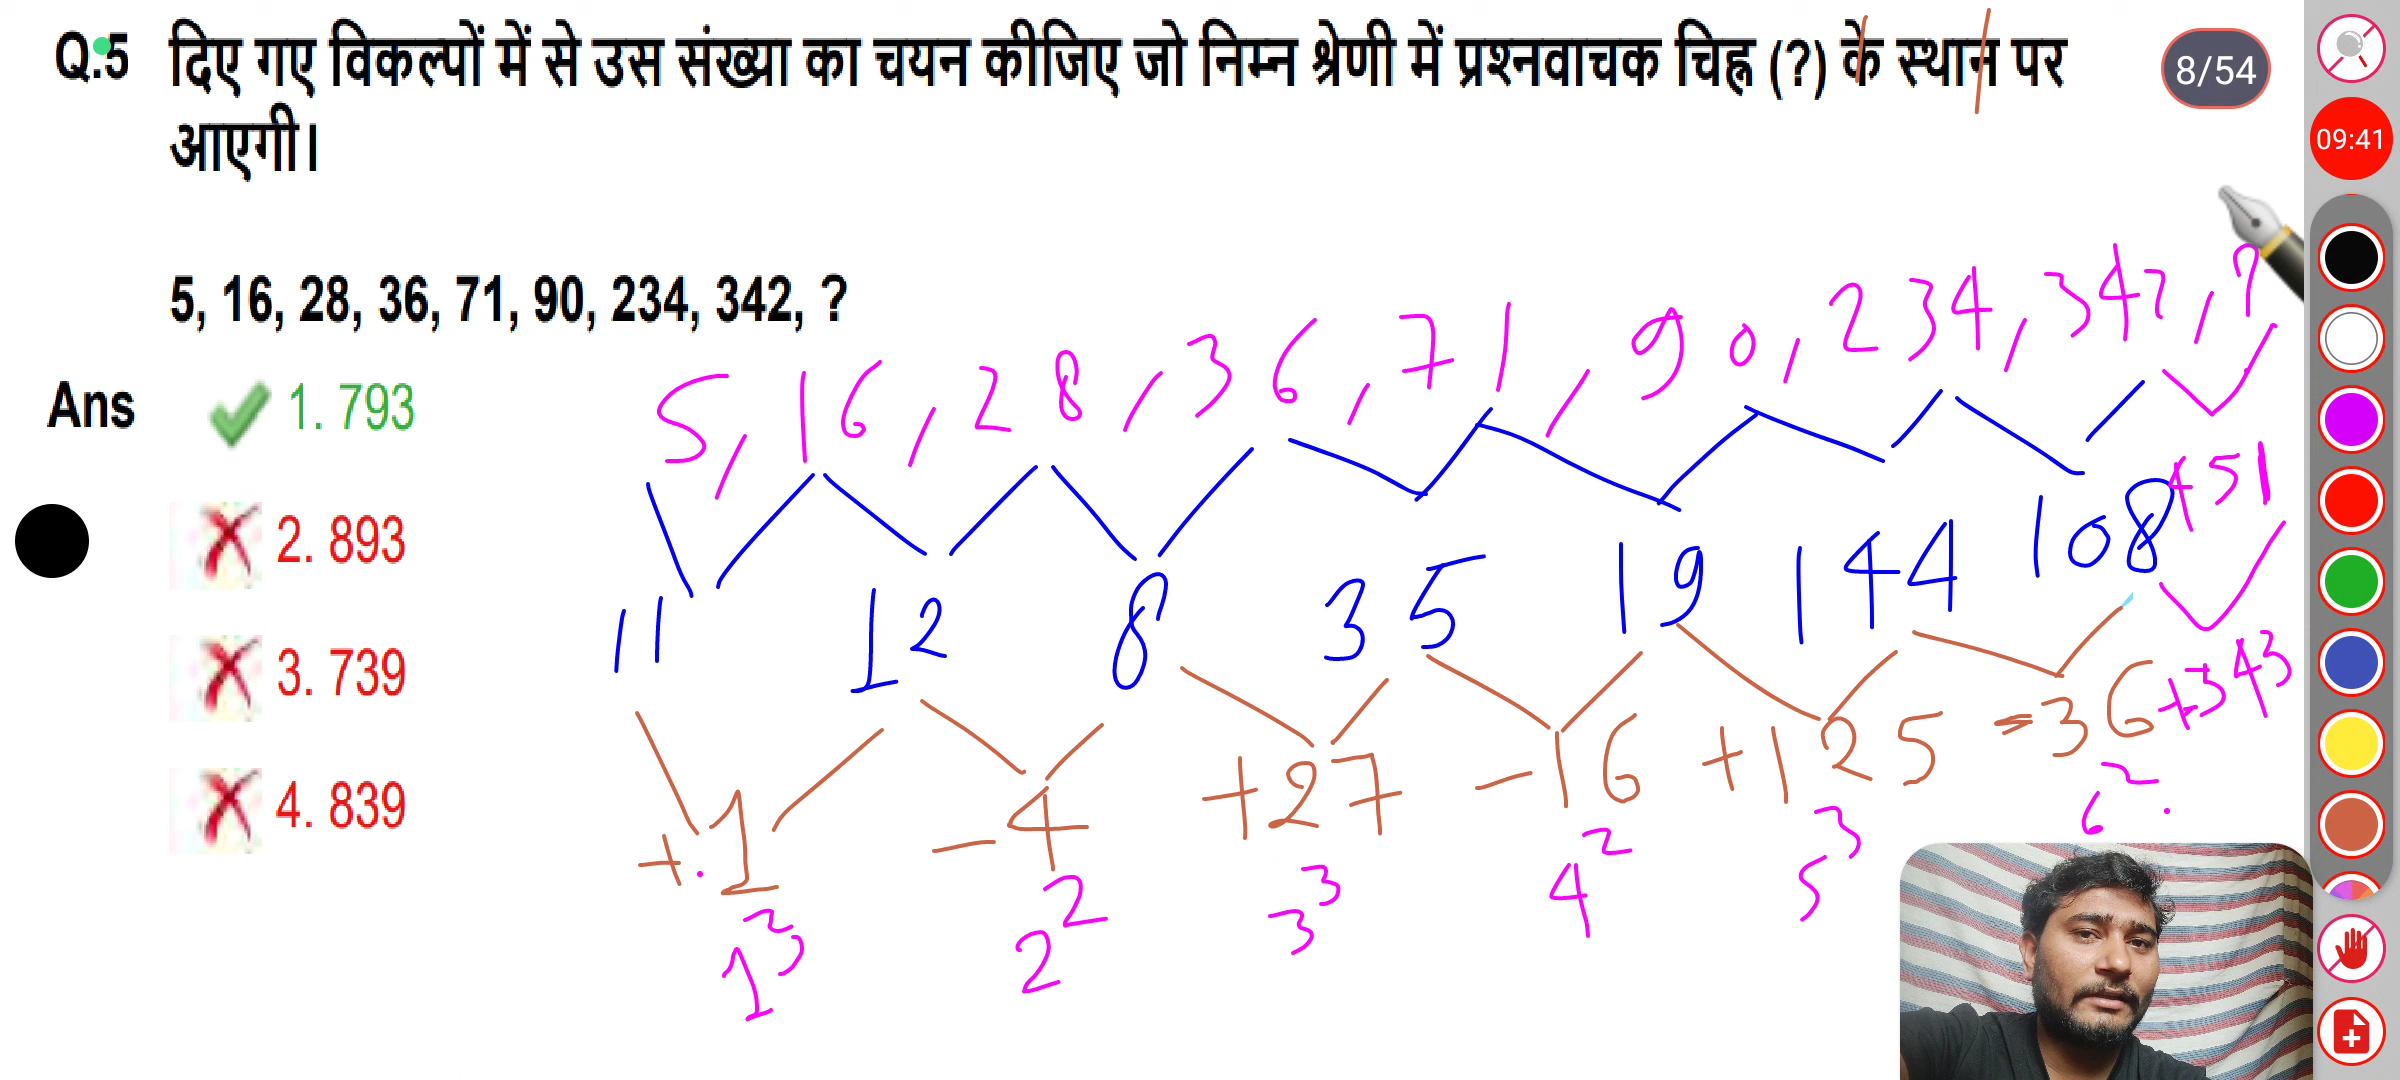 Q.5 दिए गए विकल्पों में से उस संख्या का चयन कीजिए जो निम्न श्रेणी में प्रश्नवाचक चिह्न (?) के स्थान पर
आएगी।
8/54
09:41
5, 16, 28, 36, 71, 90, 234, 342, ?
5, 16, 28, 36, 71, 90, 234, 342, ?
Ans 1. 793
2. 893
3. 739
4. 839
11 12 8 35 19 144 108 +51
+1 -4 +27 -16 +125 =36 +343
1³ 2² 3³ 4² 5³ 6²